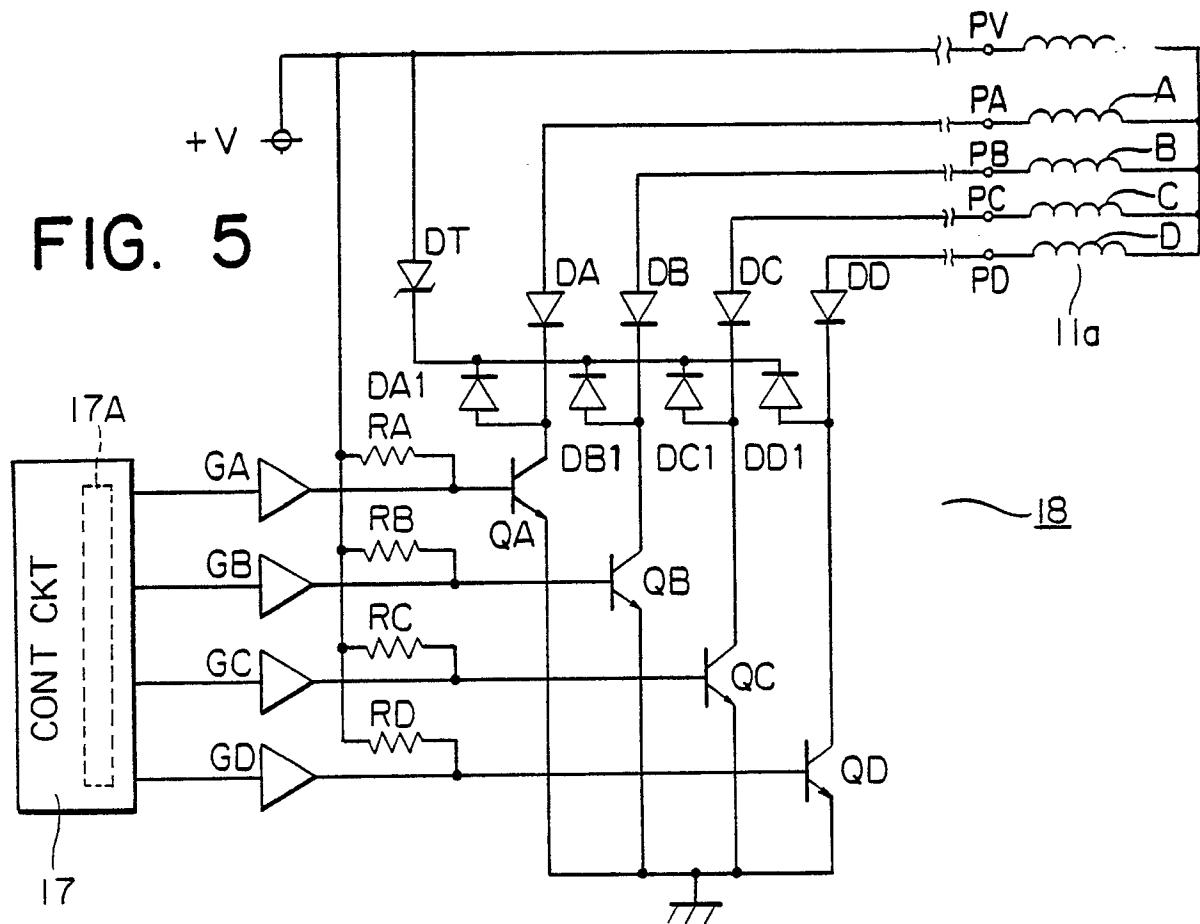 PV
PA
A
+V
PB
B
FIG. 5
PC
C
DT
DA
DB
DC
DD
PD
D
11a
DA1
17A
RA
DB1
DC1
DD1
GA
18
QA
RB
GB
QB
CONT CKT
RC
GC
QC
RD
GD
QD
17